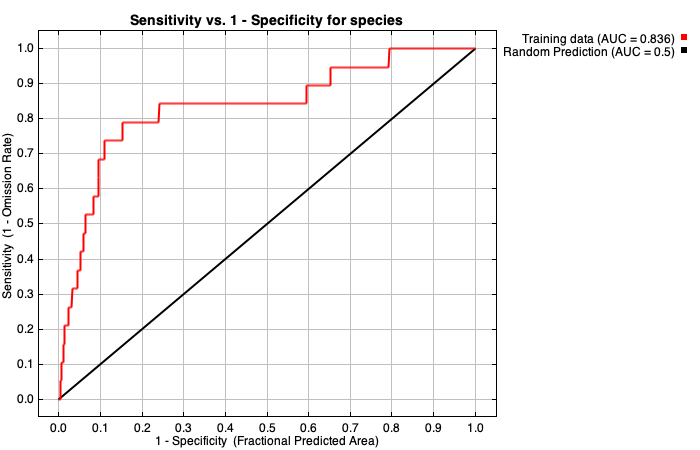 Sensitivity vs. 1 - Specificity for species
Training data (AUC = 0.836)
Random Prediction (AUC = 0.5)
Sensitivity (1 - Omission Rate)
1.0
0.9
0.8
0.7
0.6
0.5
0.4
0.3
0.2
0.1
0.0
0.0 0.1 0.2 0.3 0.4 0.5 0.6 0.7 0.8 0.9 1.0
1 - Specificity (Fractional Predicted Area)